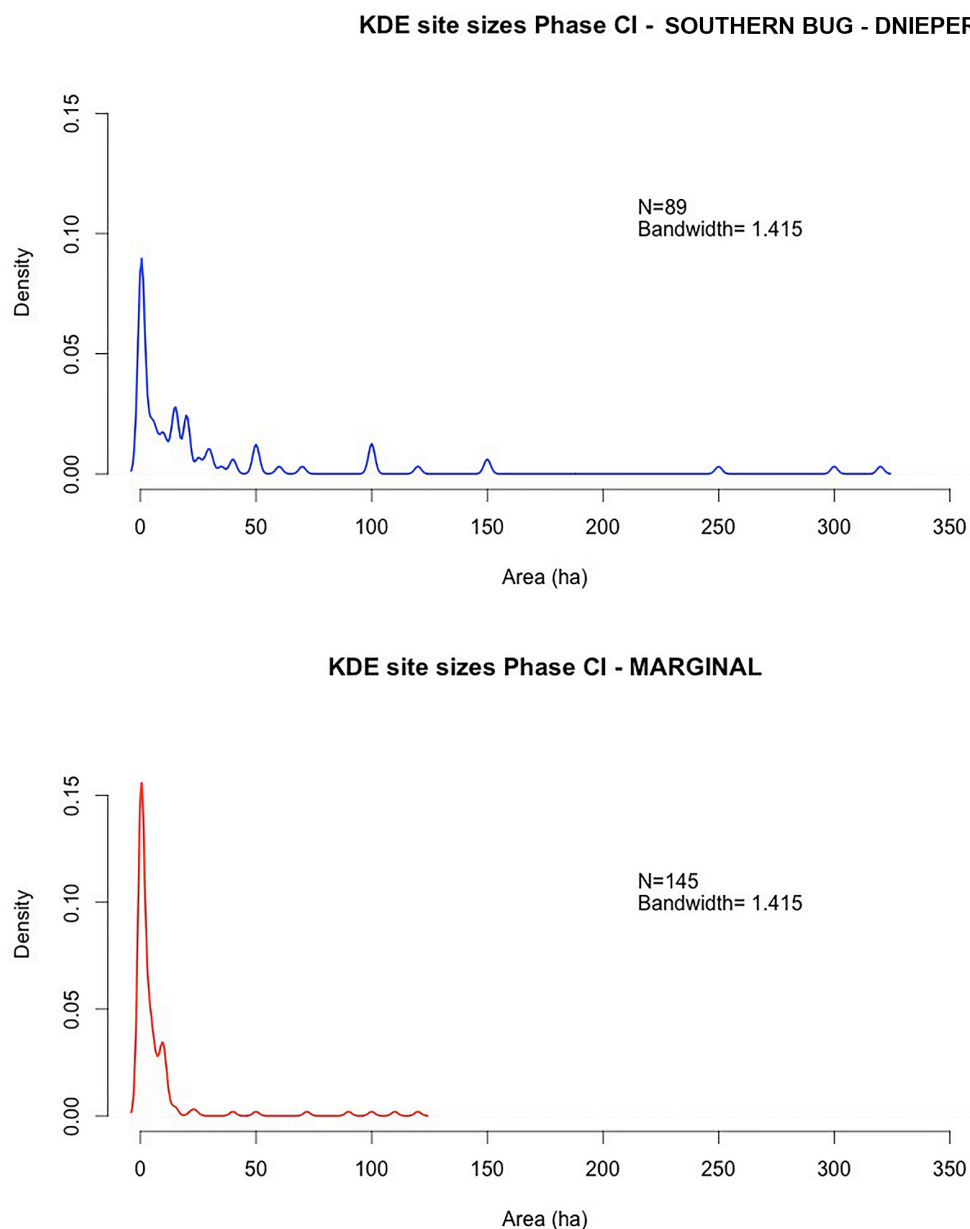 KDE site sizes Phase CI - SOUTHERN BUG - DNIEPER
0.15
0.10
0.05
0.00
Density
N=89
Bandwidth= 1.415
0 50 100 150 200 250 300 350
Area (ha)
KDE site sizes Phase CI - MARGINAL
0.15
0.10
0.05
0.00
Density
N=145
Bandwidth= 1.415
0 50 100 150 200 250 300 350
Area (ha)